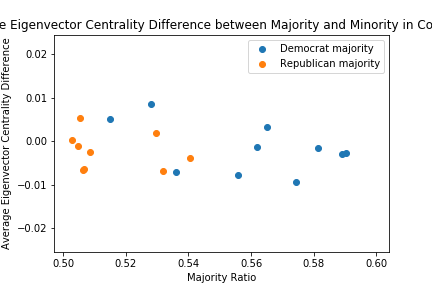 e Eigenvector Centrality Difference between Majority and Minority in Co
Democrat majority
Republican majority
Average Eigenvector Centrality Difference
0.02
0.01
0.00
−0.01
−0.02
0.50 0.52 0.54 0.56 0.58 0.60
Majority Ratio